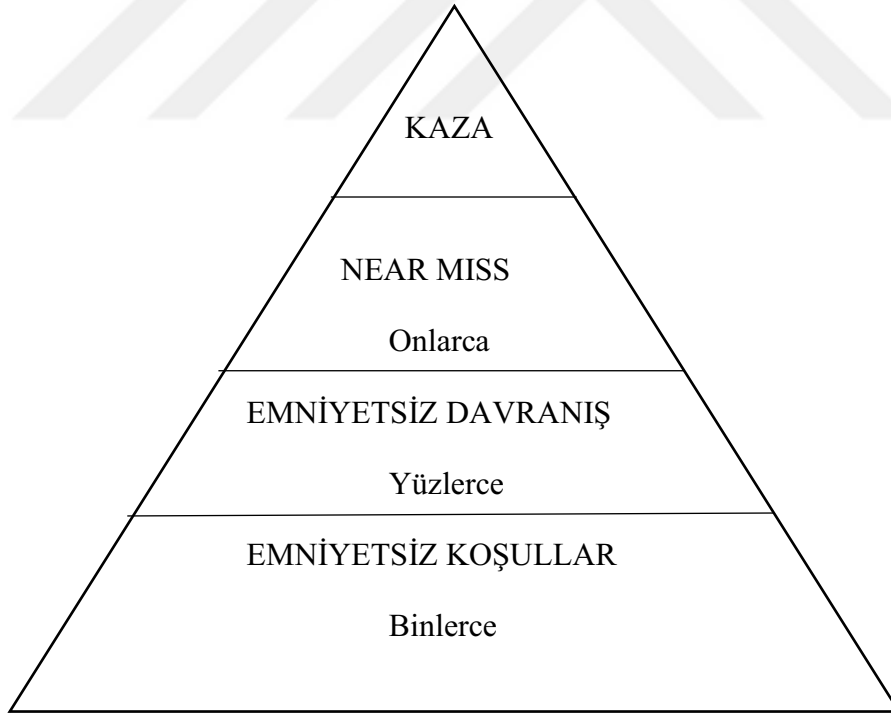 KAZA
NEAR MISS
Onlarca
EMNİYETSİZ DAVRANIŞ
Yüzlerce
EMNİYETSİZ KOŞULLAR
Binlerce